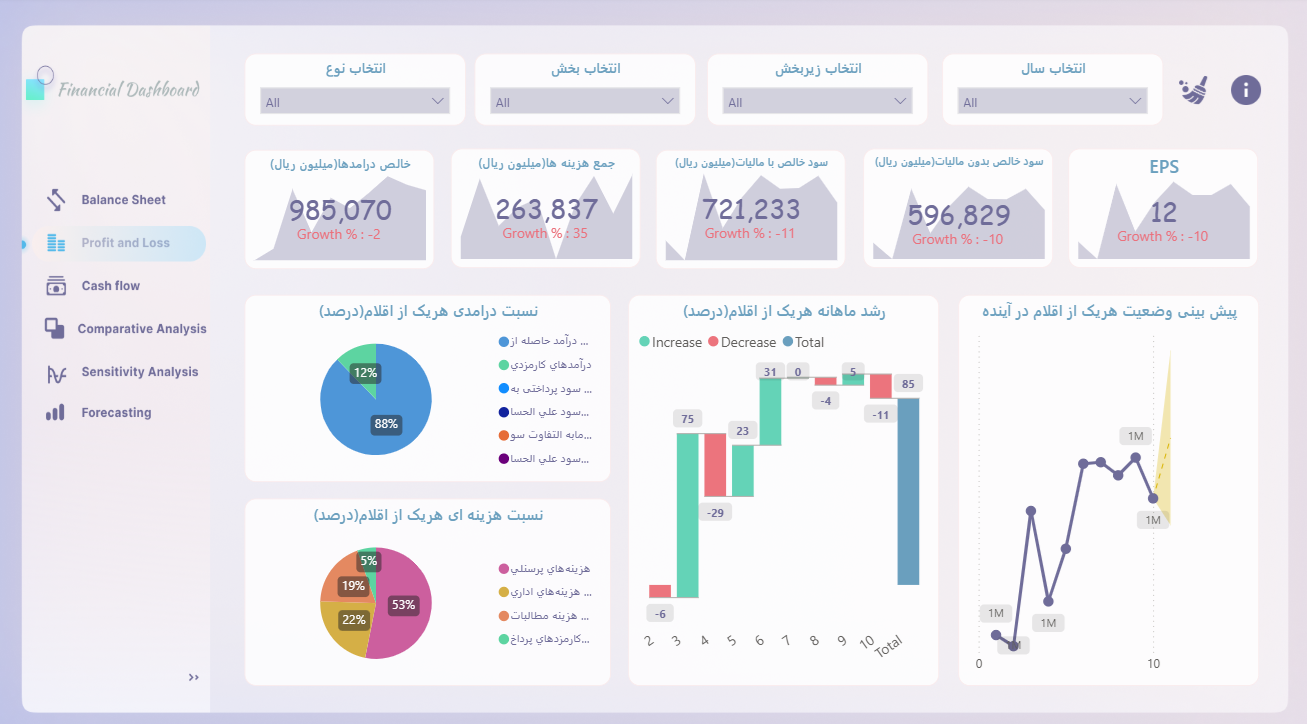 Financial Dashboard
Balance Sheet
Profit and Loss
Cash flow
Comparative Analysis
Sensitivity Analysis
Forecasting
انتخاب نوع
All
انتخاب بخش
All
انتخاب زیربخش
All
انتخاب سال
All
i
خالص درامدها(میلیون ریال)
985,070
Growth % : -2
جمع هزینه ها(میلیون ریال)
263,837
Growth % : 35
سود خالص با مالیات(میلیون ریال)
721,233
Growth % : -11
سود خالص بدون مالیات(میلیون ریال)
596,829
Growth % : -10
EPS
12
Growth % : -10
نسبت درامدی هریک از اقلام(درصد)
12%
88%
درآمد حاصله از ...
درآمدهاي کارمزدي
سود پرداختی به ...
سود علي الحسا...
مابه التفاوت سو...
سود علي الحسا...
نسبت هزینه ای هریک از اقلام(درصد)
5%
19%
53%
22%
هزينه‌هاي پرسنلي
هزينه‌هاي اداري ...
هزينه مطالبات ...
کارمزدهاي پرداخ...
رشد ماهانه هریک از اقلام(درصد)
Increase Decrease Total
31 0 5
85
-4
-11
75
23
-29
-6
2 3 4 5 6 7 8 9 10 Total
پیش بینی وضعیت هریک از اقلام در آینده
1M
1M
1M
1M
0 10